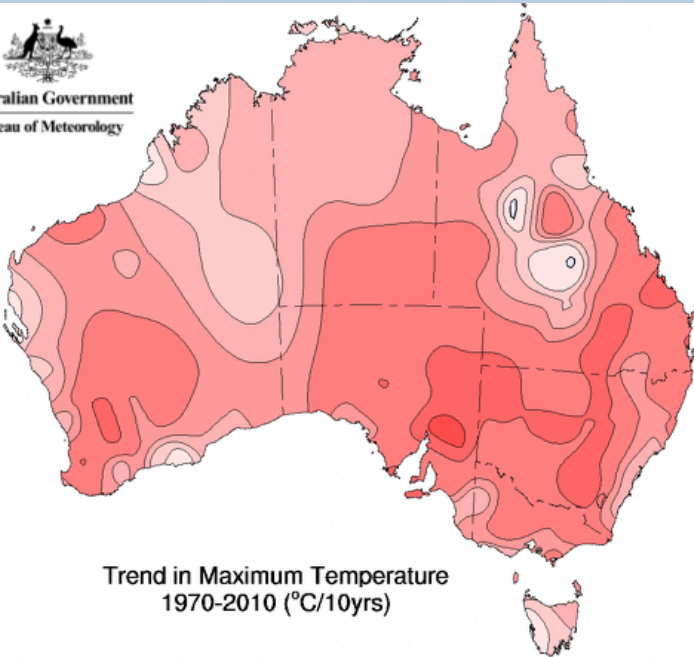 ralian Government
eau of Meteorology
Trend in Maximum Temperature
1970-2010 (°C/10yrs)